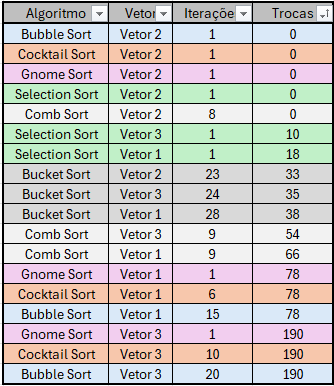 Algoritmo Vetor Iteraçõe Trocas
Bubble Sort Vetor 2 1 0
Cocktail Sort Vetor 2 1 0
Gnome Sort Vetor 2 1 0
Selection Sort Vetor 2 1 0
Comb Sort Vetor 2 8 0
Selection Sort Vetor 3 1 10
Selection Sort Vetor 1 1 18
Bucket Sort Vetor 2 23 33
Bucket Sort Vetor 3 24 35
Bucket Sort Vetor 1 28 38
Comb Sort Vetor 3 9 54
Comb Sort Vetor 1 9 66
Gnome Sort Vetor 1 1 78
Cocktail Sort Vetor 1 6 78
Bubble Sort Vetor 1 15 78
Gnome Sort Vetor 3 1 190
Cocktail Sort Vetor 3 10 190
Bubble Sort Vetor 3 20 190